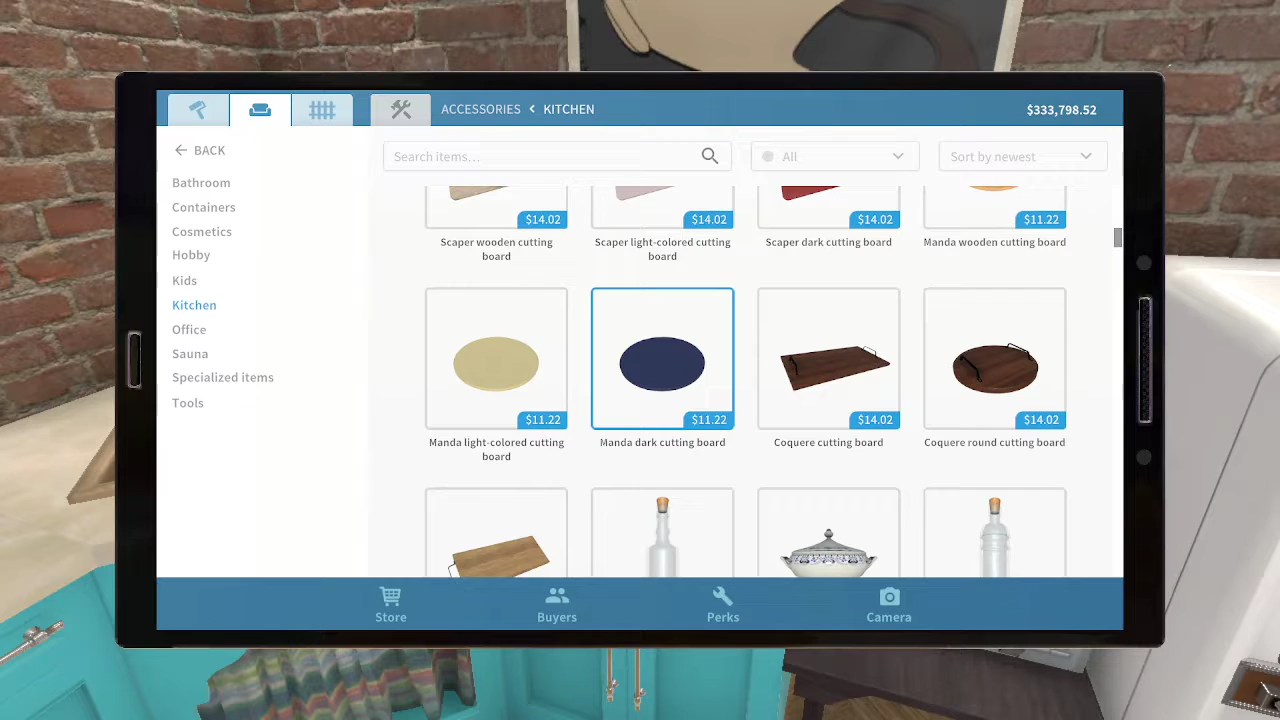 ACCESSORIES < KITCHEN
$333,798.52
BACK
Search items...
All
Sort by newest
Bathroom
Containers
Cosmetics
Hobby
Kids
Kitchen
Office
Sauna
Specialized items
Tools
$14.02
$14.02
$14.02
$11.22
Scaper wooden cutting
board
Scaper light-colored cutting
board
Scaper dark cutting board
Manda wooden cutting board
$11.22
$11.22
$14.02
$14.02
Manda light-colored cutting
board
Manda dark cutting board
Coquere cutting board
Coquere round cutting board
Store
Buyers
Perks
Camera